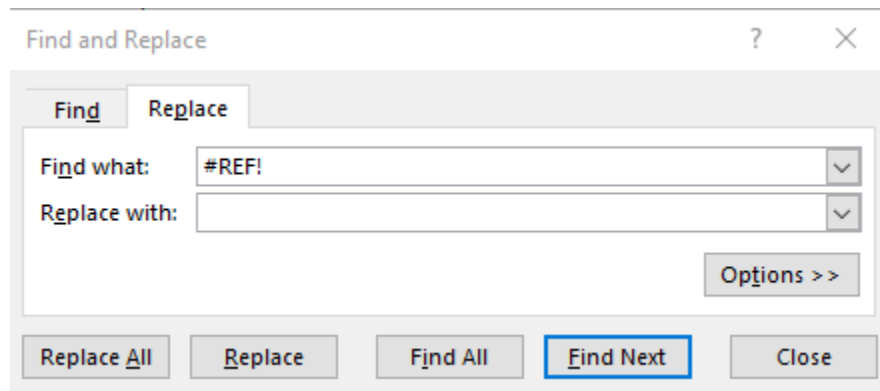 Find and Replace ?
Find Replace
Find what: #REF!
Replace with:
Options >>
Replace All Replace Find All Find Next Close